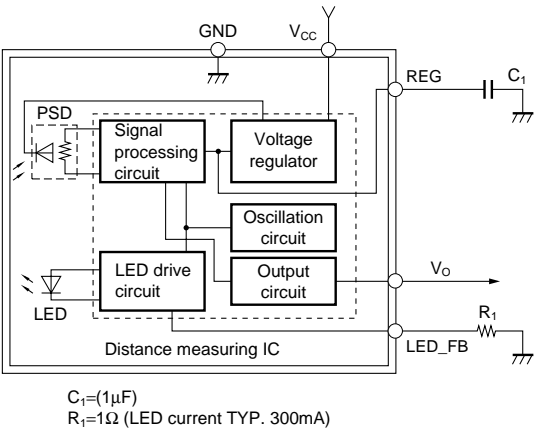 GND
VCC
REG
C1
PSD
Signal
processing
circuit
Voltage
regulator
Oscillation
circuit
LED drive
circuit
Output
circuit
VO
LED
R1
LED_FB
Distance measuring IC
C1=(1μF)
R1=1Ω (LED current TYP. 300mA)